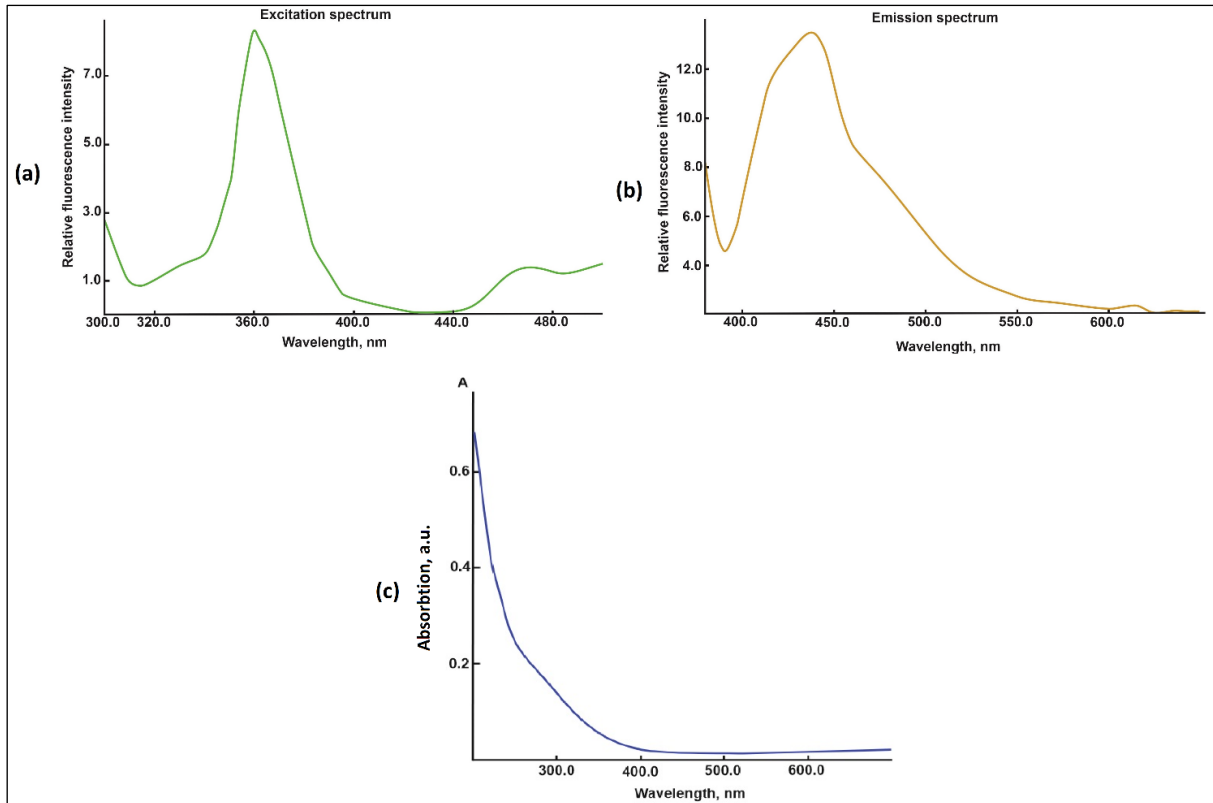 Excitation spectrum
(a)
Relative fluorescence intensity
7.0
5.0
3.0
1.0
300.0 320.0 360.0 400.0 440.0 480.0
Wavelength, nm
Emission spectrum
(b)
Relative fluorescence intensity
12.0
10.0
8.0
6.0
4.0
400.0 450.0 500.0 550.0 600.0
Wavelength, nm
A
(c)
Absorbtion, a.u.
0.6
0.4
0.2
300.0 400.0 500.0 600.0
Wavelength, nm